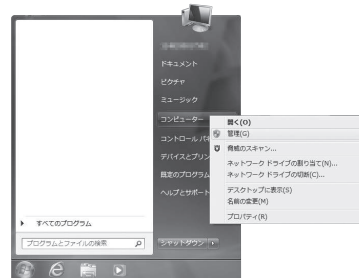 ドキュメント
ピクチャ
ミュージック
コンピューター
コントロール パ
デバイスとプリン
既定のプログラム
ヘルプとサポート
開く(O)
管理(G)
脅威のスキャン...
ネットワーク ドライブの割り当て(N)...
ネットワーク ドライブの切断(C)...
デスクトップに表示(S)
名前の変更(M)
プロパティ(R)
すべてのプログラム
プログラムとファイルの検索
シャットダウン